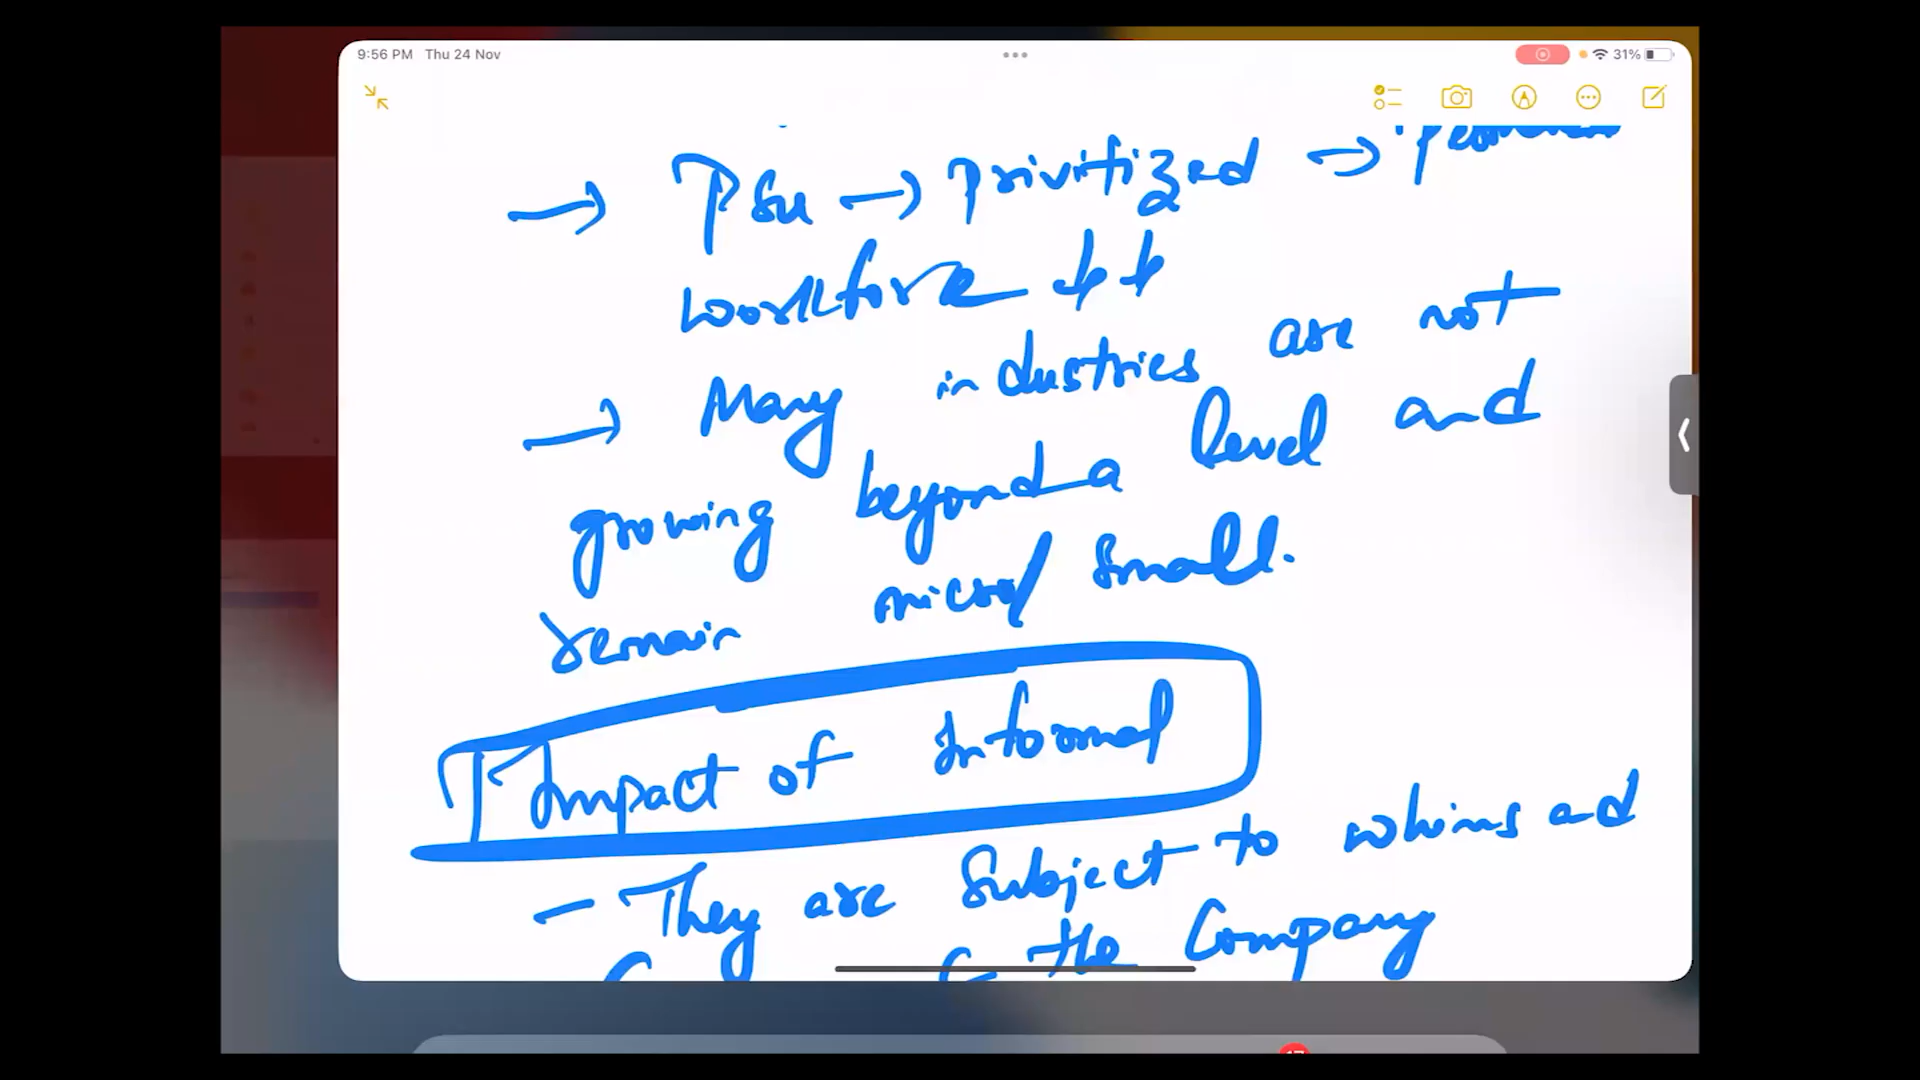 9:56 PM Thu 24 Nov
31%
→ PSU → Privitized →
workforce ↓↓
→ Many industries are not
growing beyond a level and
remain micro/small.
Impact of Informal
- They are subject to whims and
the Company
17